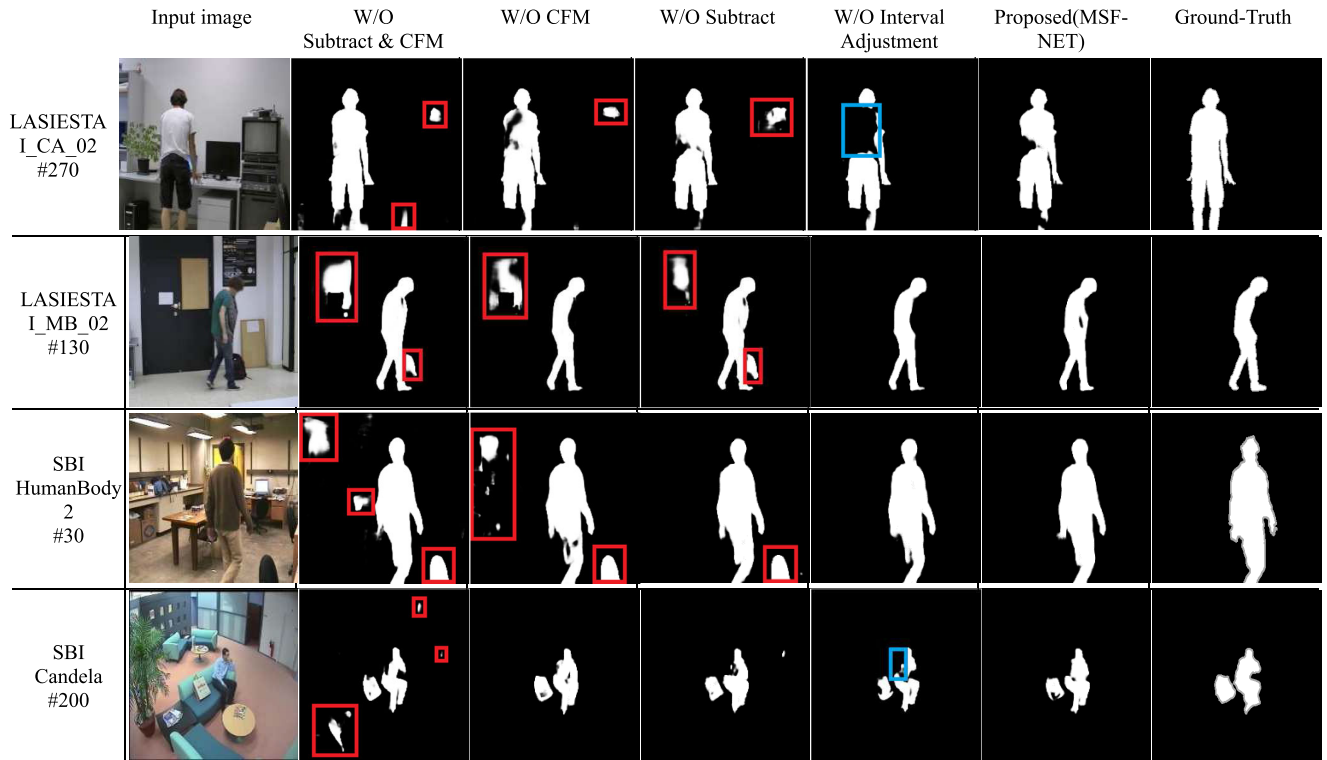 Input image
W/O
Subtract & CFM
W/O CFM
W/O Subtract
W/O Interval
Adjustment
Proposed(MSF-
NET)
Ground-Truth
LASIESTA
I_CA_02
#270
LASIESTA
I_MB_02
#130
SBI
HumanBody
2
#30
SBI
Candela
#200